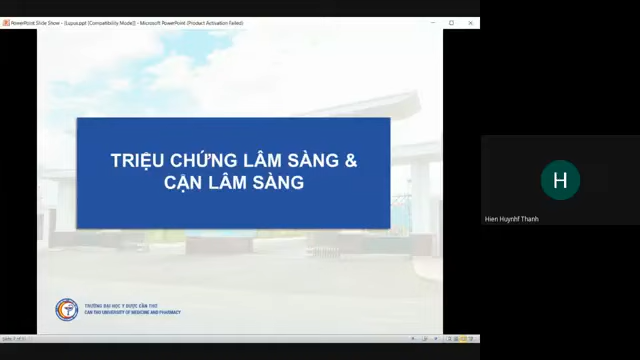 PowerPoint Slide Show - [Lupus.ppt [Compatibility Mode]] - Microsoft PowerPoint (Product Activation Failed)
TRIỆU CHỨNG LÂM SÀNG &
CẬN LÂM SÀNG
H
Hien Huynhf Thanh
TRƯỜNG ĐẠI HỌC Y DƯỢC CẦN THƠ
CAN THO UNIVERSITY OF MEDICINE AND PHARMACY